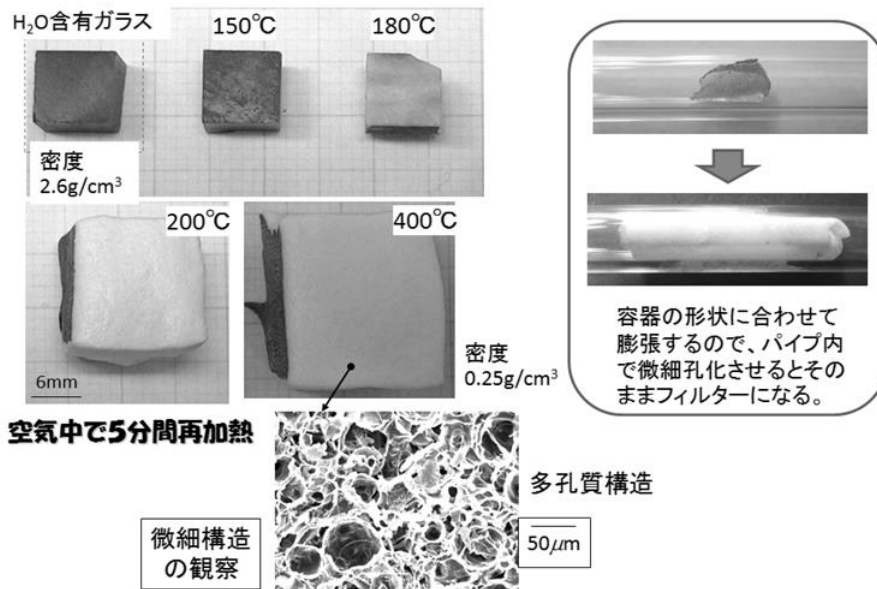 H₂O含有ガラス
150℃
180℃
密度
2.6g/cm³
200℃
400℃
6mm
密度
0.25g/cm³
空気中で5分間再加熱
微細構造
の観察
多孔質構造
50μm
容器の形状に合わせて
膨張するので、パイプ内
で微細孔化させるとその
ままフィルターになる。